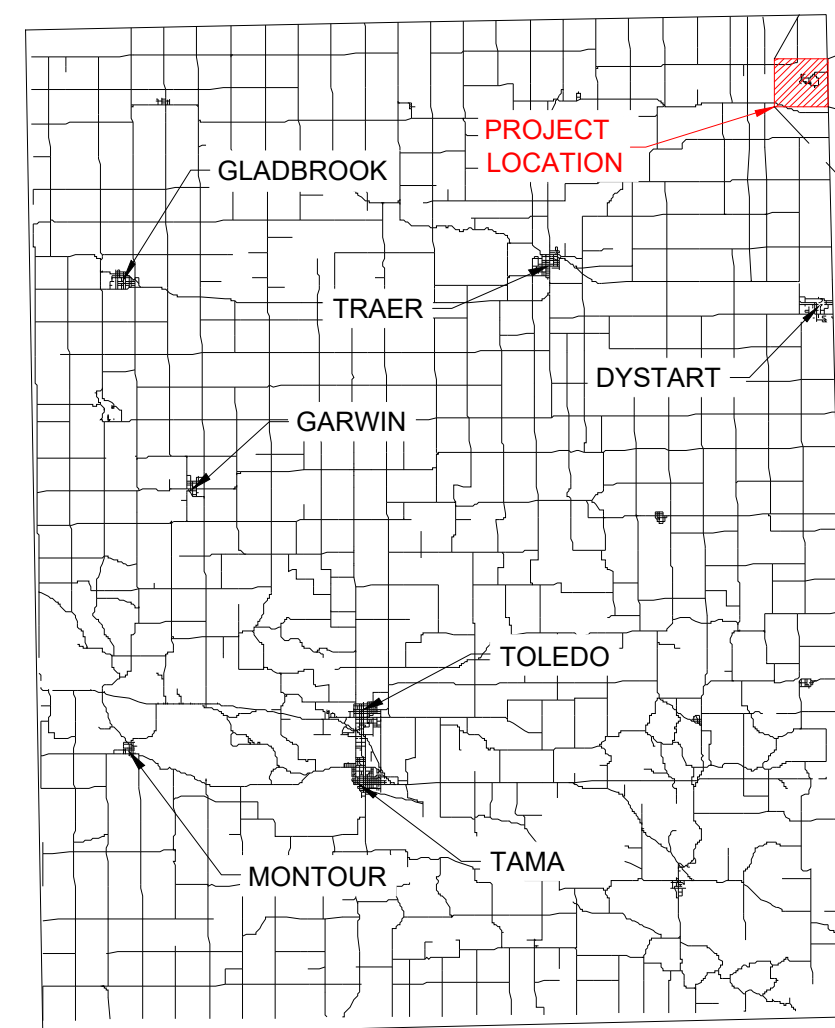 PROJECT
LOCATION
GLADBROOK
TRAER
DYSTART
GARWIN
TOLEDO
TAMA
MONTOUR